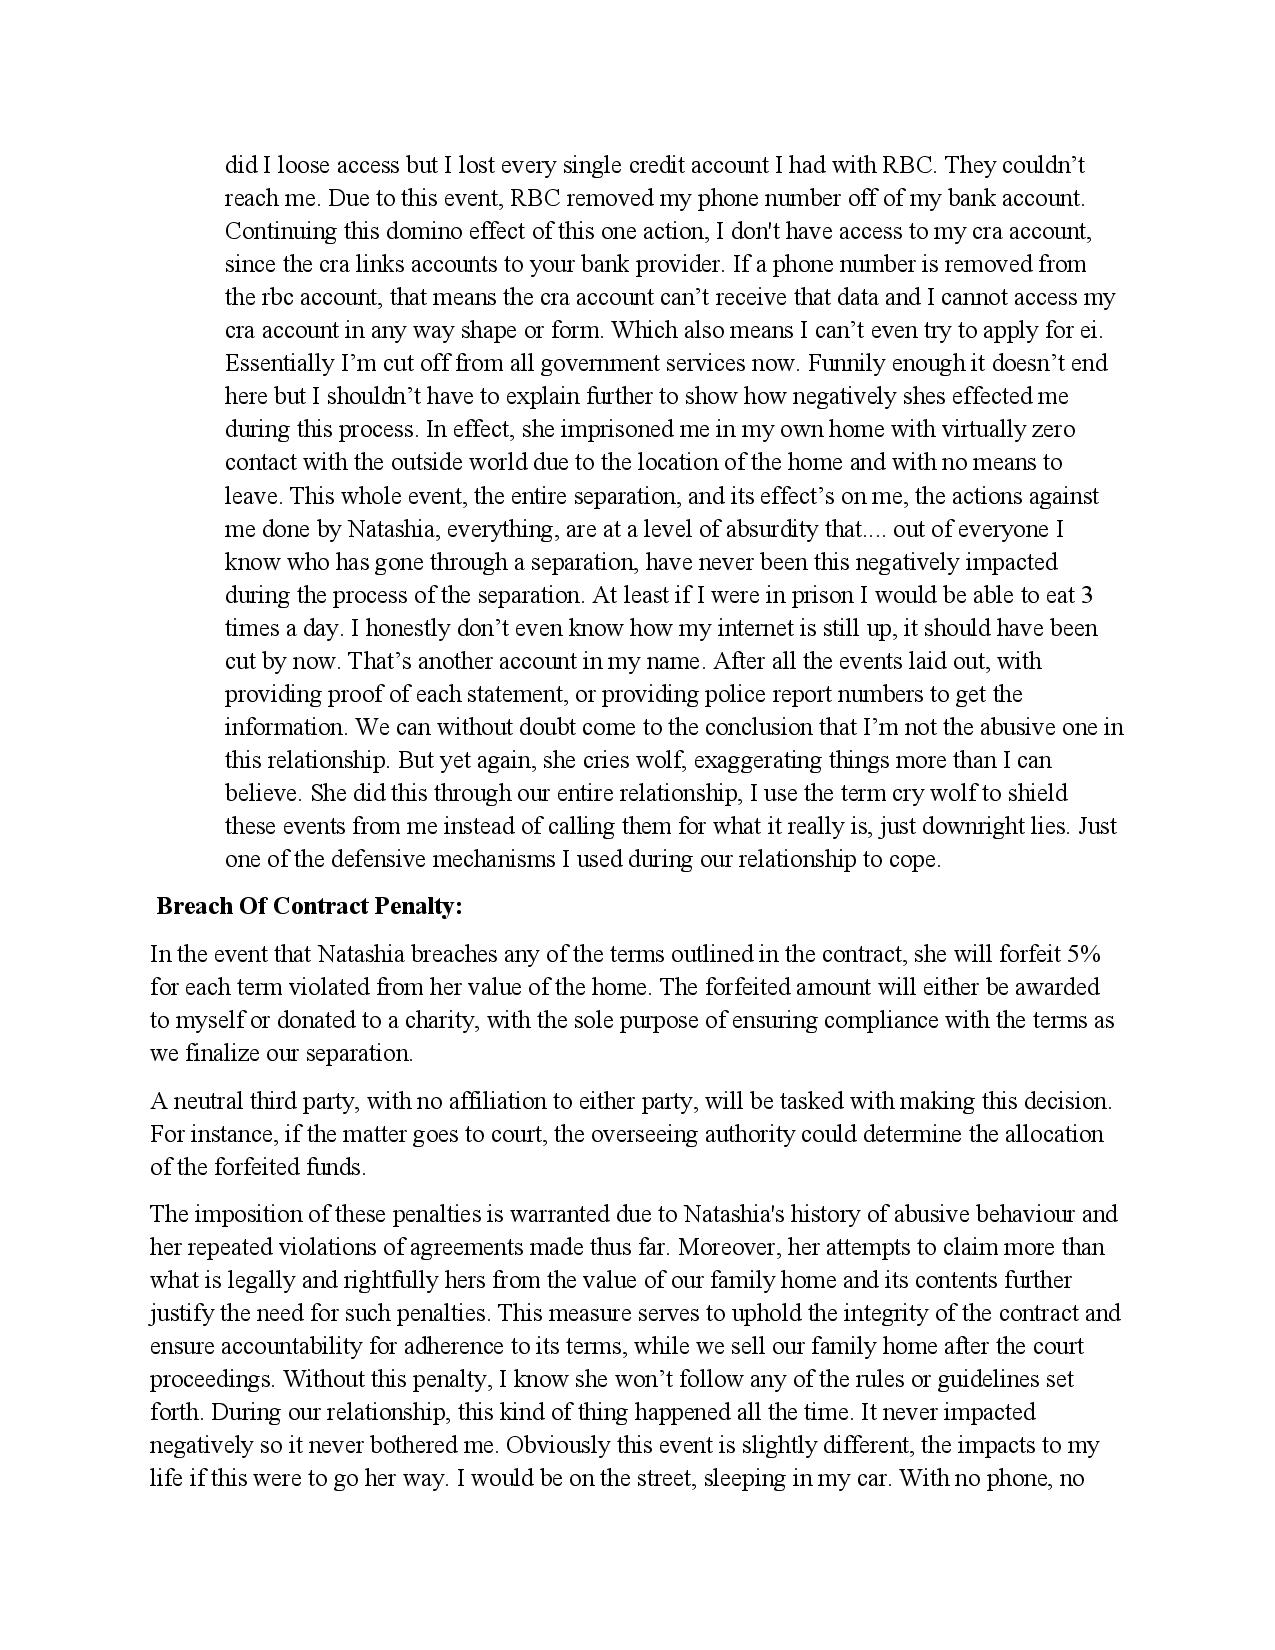 did I loose access but I lost every single credit account I had with RBC. They couldn’t
reach me. Due to this event, RBC removed my phone number off of my bank account.
Continuing this domino effect of this one action, I don't have access to my cra account,
since the cra links accounts to your bank provider. If a phone number is removed from
the rbc account, that means the cra account can’t receive that data and I cannot access my
cra account in any way shape or form. Which also means I can’t even try to apply for ei.
Essentially I’m cut off from all government services now. Funnily enough it doesn’t end
here but I shouldn’t have to explain further to show how negatively shes effected me
during this process. In effect, she imprisoned me in my own home with virtually zero
contact with the outside world due to the location of the home and with no means to
leave. This whole event, the entire separation, and its effect’s on me, the actions against
me done by Natashia, everything, are at a level of absurdity that.... out of everyone I
know who has gone through a separation, have never been this negatively impacted
during the process of the separation. At least if I were in prison I would be able to eat 3
times a day. I honestly don’t even know how my internet is still up, it should have been
cut by now. That’s another account in my name. After all the events laid out, with
providing proof of each statement, or providing police report numbers to get the
information. We can without doubt come to the conclusion that I’m not the abusive one in
this relationship. But yet again, she cries wolf, exaggerating things more than I can
believe. She did this through our entire relationship, I use the term cry wolf to shield
these events from me instead of calling them for what it really is, just downright lies. Just
one of the defensive mechanisms I used during our relationship to cope.
Breach Of Contract Penalty:
In the event that Natashia breaches any of the terms outlined in the contract, she will forfeit 5%
for each term violated from her value of the home. The forfeited amount will either be awarded
to myself or donated to a charity, with the sole purpose of ensuring compliance with the terms as
we finalize our separation.
A neutral third party, with no affiliation to either party, will be tasked with making this decision.
For instance, if the matter goes to court, the overseeing authority could determine the allocation
of the forfeited funds.
The imposition of these penalties is warranted due to Natashia's history of abusive behaviour and
her repeated violations of agreements made thus far. Moreover, her attempts to claim more than
what is legally and rightfully hers from the value of our family home and its contents further
justify the need for such penalties. This measure serves to uphold the integrity of the contract and
ensure accountability for adherence to its terms, while we sell our family home after the court
proceedings. Without this penalty, I know she won’t follow any of the rules or guidelines set
forth. During our relationship, this kind of thing happened all the time. It never impacted
negatively so it never bothered me. Obviously this event is slightly different, the impacts to my
life if this were to go her way. I would be on the street, sleeping in my car. With no phone, no